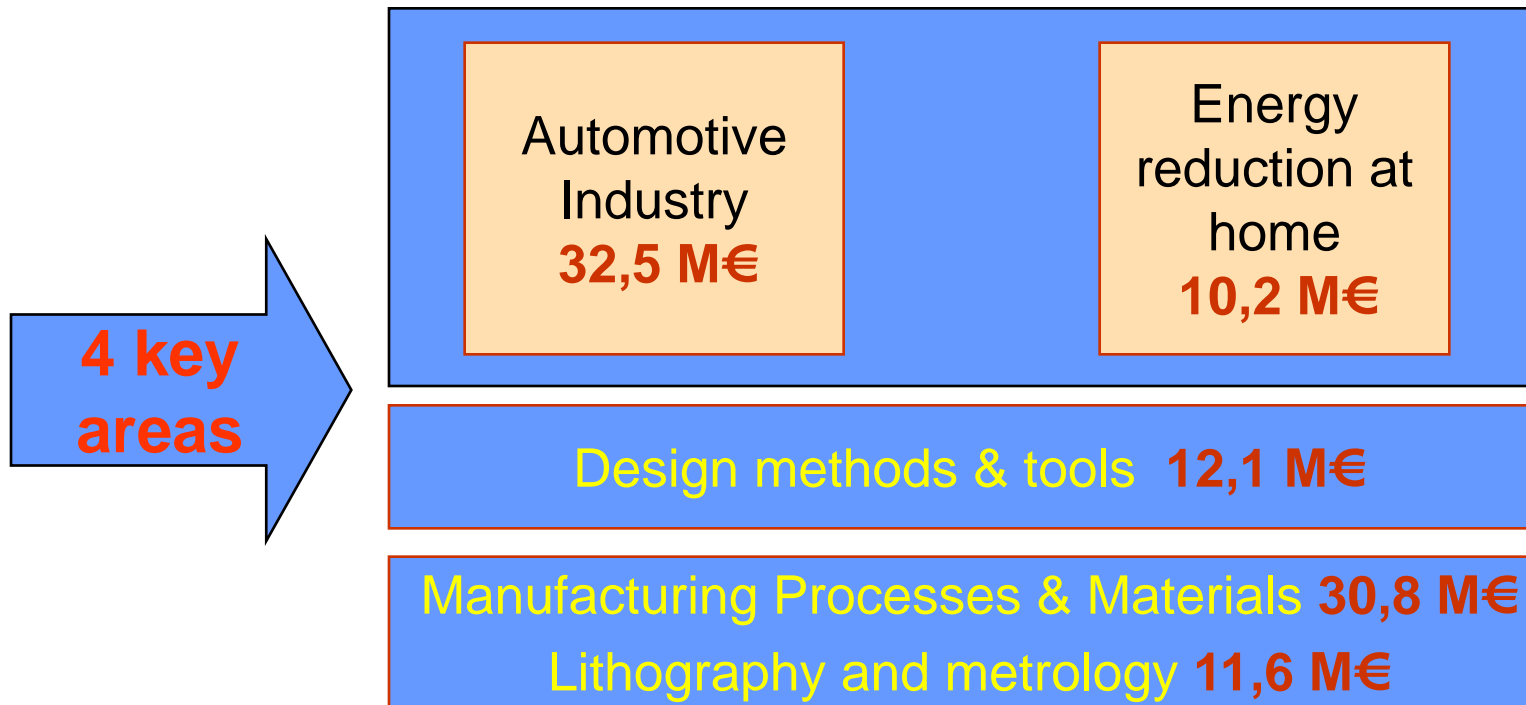 4 key
areas
Automotive
Industry
32,5 M€
Energy
reduction at
home
10,2 M€
Design methods & tools 12,1 M€
Manufacturing Processes & Materials 30,8 M€
Lithography and metrology 11,6 M€